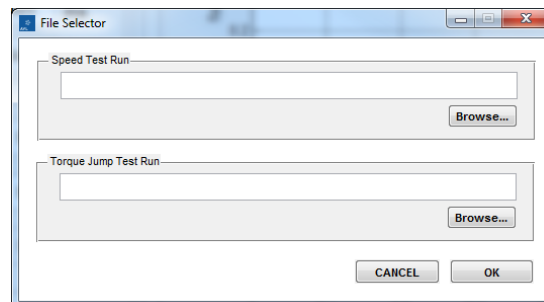 File Selector
Speed Test Run
Browse...
Torque Jump Test Run
Browse...
CANCEL
OK